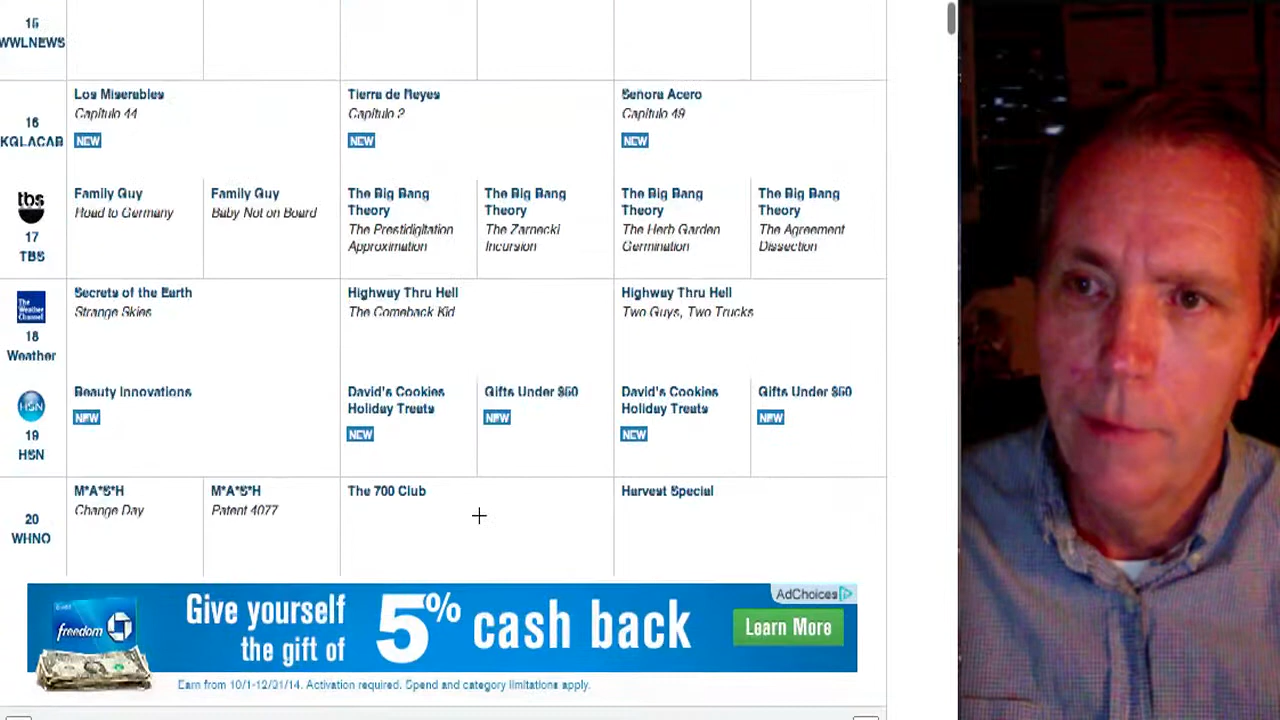 15
WWLNEWS
Los Miserables
Capítulo 44
NEW
Tierra de Reyes
Capítulo 2
NEW
Señora Acero
Capítulo 49
NEW
16
KGLACAB
tbs
17
TBS
Family Guy
Road to Germany
Family Guy
Baby Not on Board
The Big Bang
Theory
The Prestidigitation
Approximation
The Big Bang
Theory
The Zarnecki
Incursion
The Big Bang
Theory
The Herb Garden
Germination
The Big Bang
Theory
The Agreement
Dissection
The
Weather
Channel
18
Weather
Secrets of the Earth
Strange Skies
Highway Thru Hell
The Comeback Kid
Highway Thru Hell
Two Guys, Two Trucks
HSN
19
HSN
Beauty Innovations
NEW
David's Cookies
Holiday Treats
NEW
Gifts Under $50
NEW
David's Cookies
Holiday Treats
NEW
Gifts Under $50
NEW
20
WHNO
M*A*S*H
Change Day
M*A*S*H
Patent 4077
The 700 Club
Harvest Special
AdChoices
freedom
Give yourself
the gift of
5% cash back
Learn More
Earn from 10/1-12/31/14. Activation required. Spend and category limitations apply.